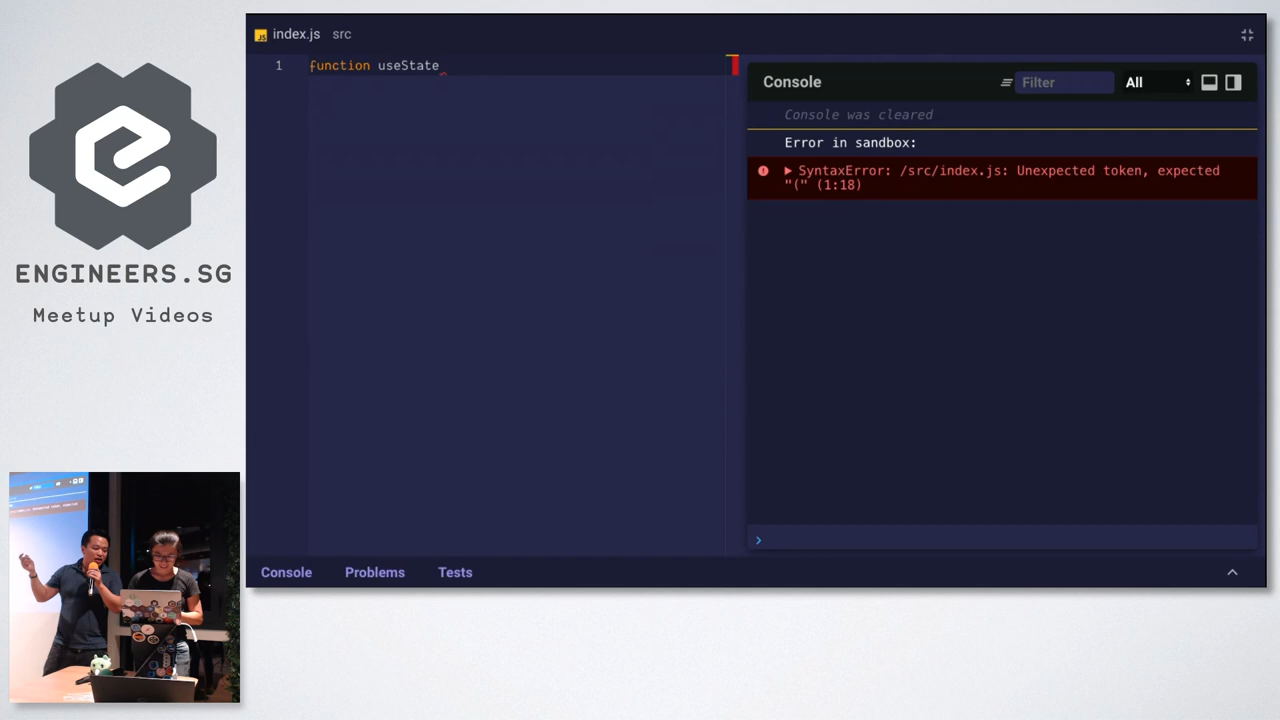 ENGINEERS.SG
Meetup Videos
index.js src
1 function useState
Console
Filter
All
Console was cleared
Error in sandbox:
SyntaxError: /src/index.js: Unexpected token, expected
"(" (1:18)
Console Problems Tests